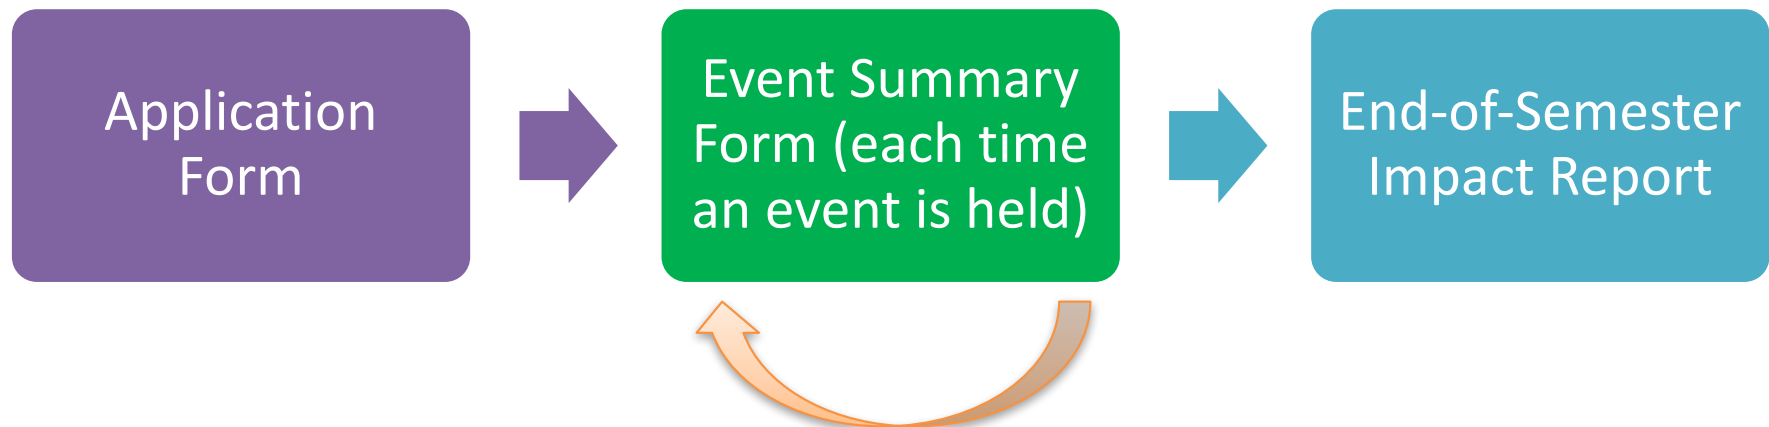 Application
Form
Event Summary
Form (each time
an event is held)
End-of-Semester
Impact Report